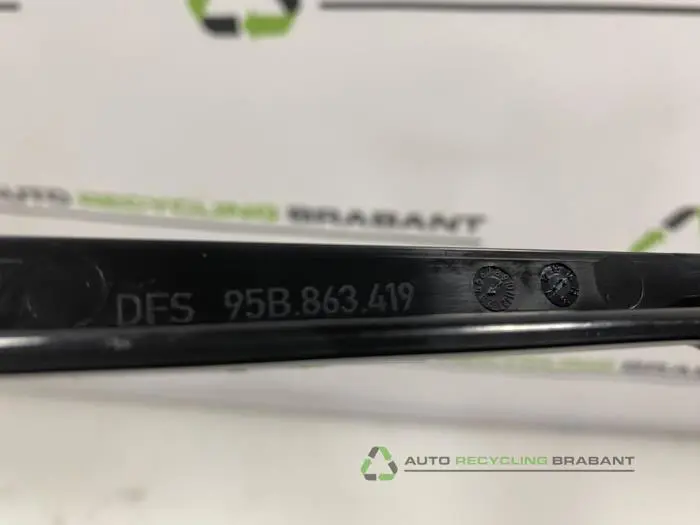 AUTO RECYCLING BRABANT
DFS 95B.863.419
AUTO RECYCLING BRABANT